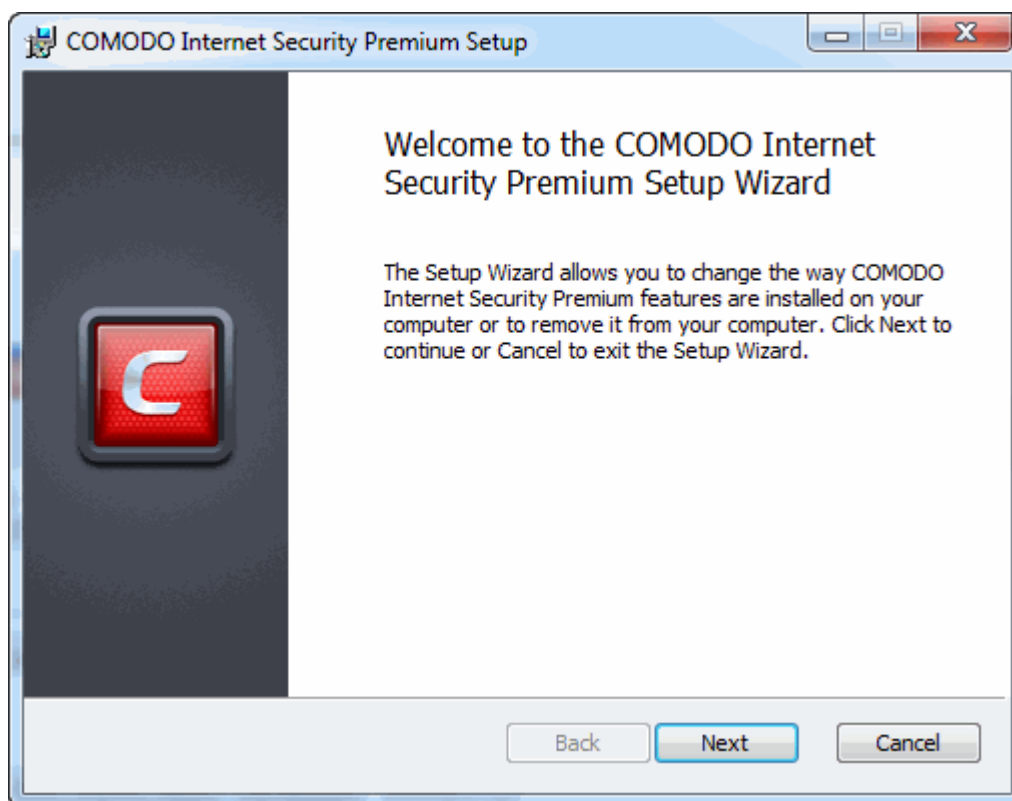 COMODO Internet Security Premium Setup
Welcome to the COMODO Internet
Security Premium Setup Wizard
The Setup Wizard allows you to change the way COMODO
Internet Security Premium features are installed on your
computer or to remove it from your computer. Click Next to
continue or Cancel to exit the Setup Wizard.
C
Back
Next
Cancel